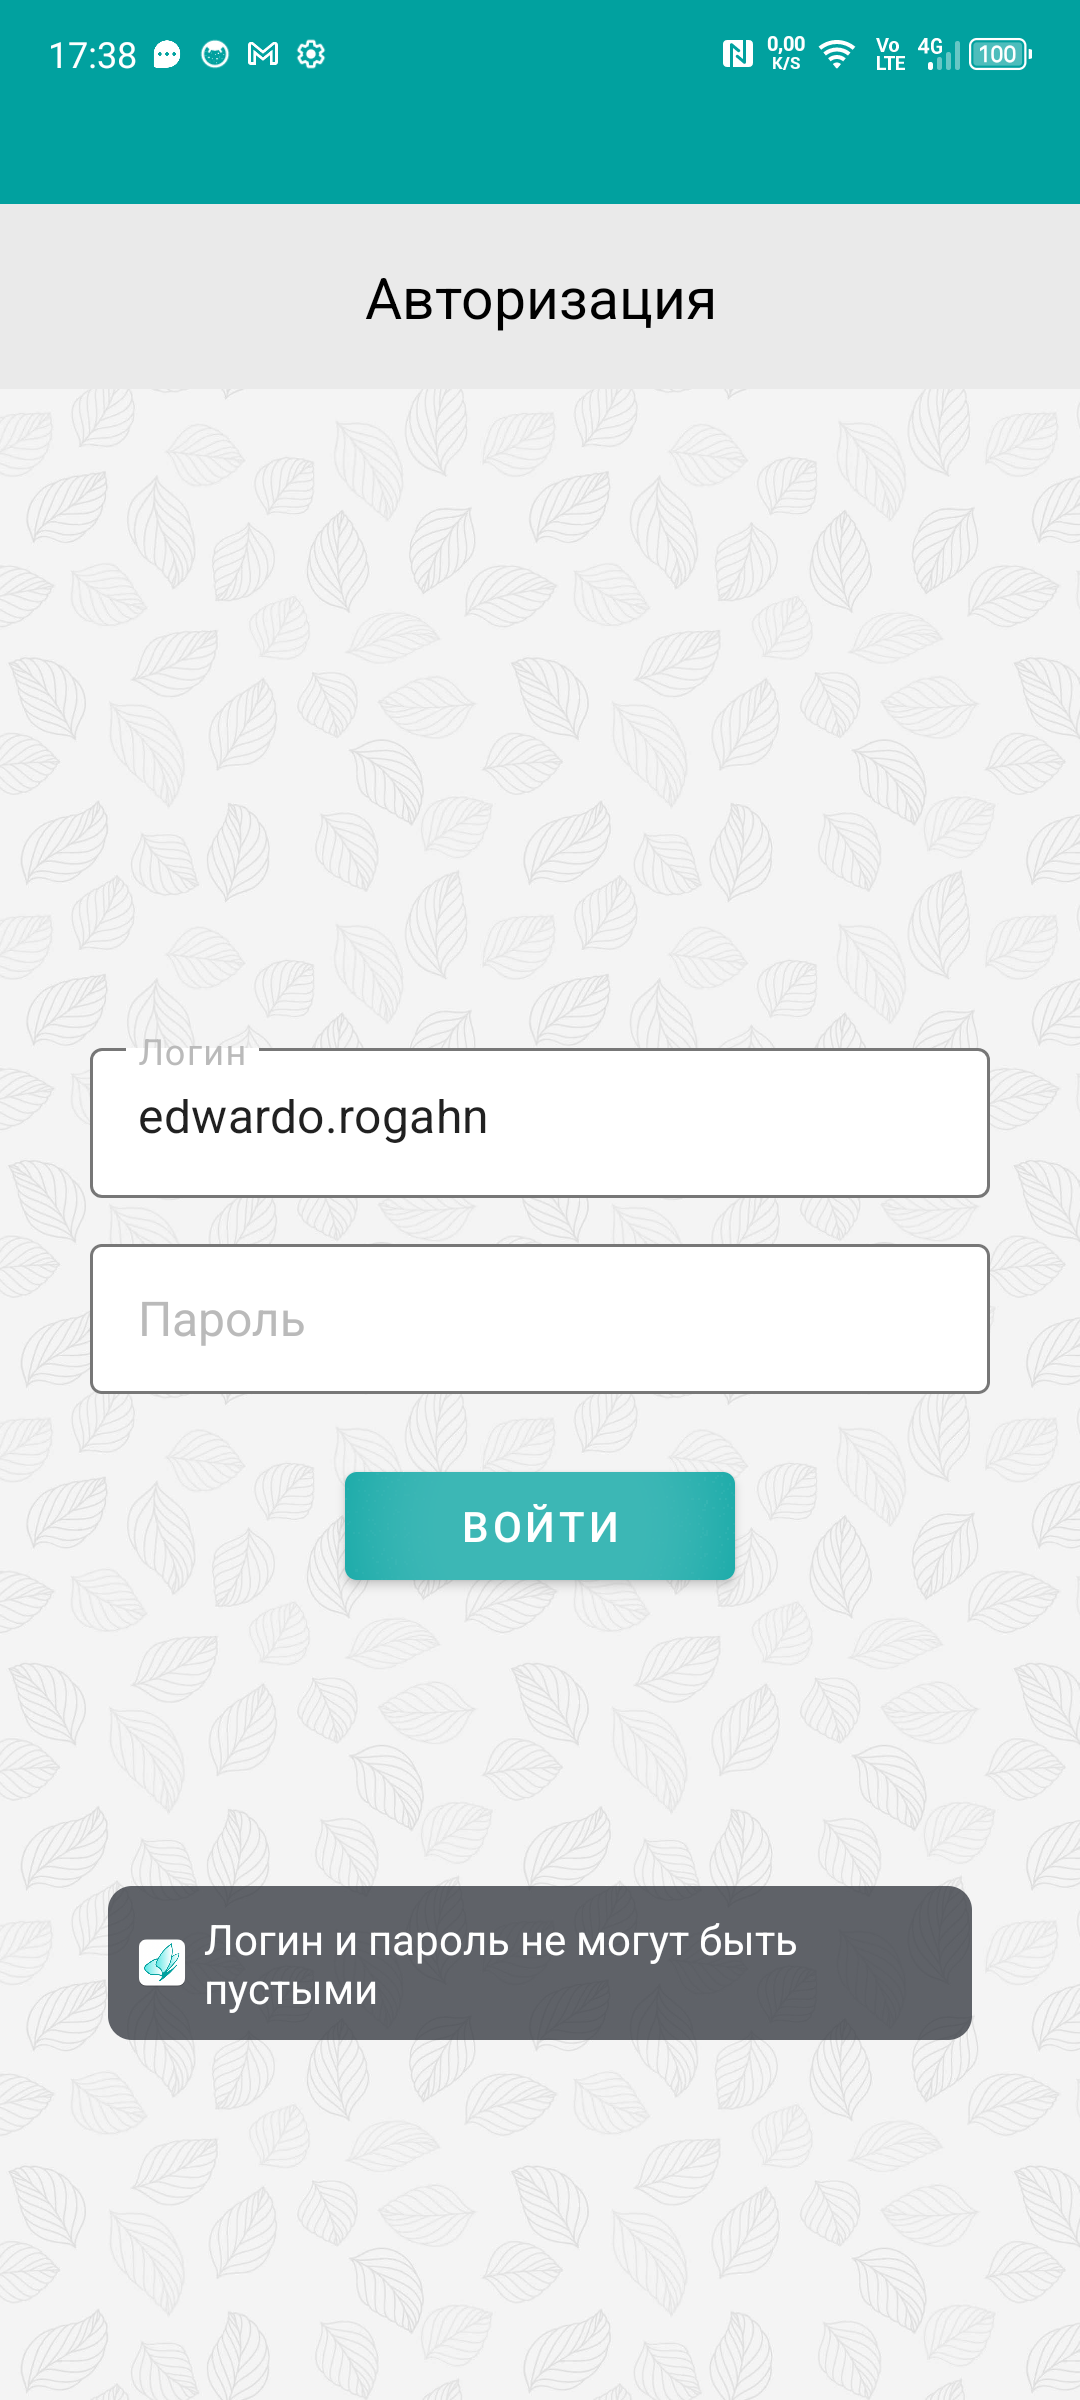 17:38
0,00 K/S Vo LTE 4G 100
Авторизация
Логин
edwardo.rogahn
Пароль
ВОЙТИ
Логин и пароль не могут быть
пустыми